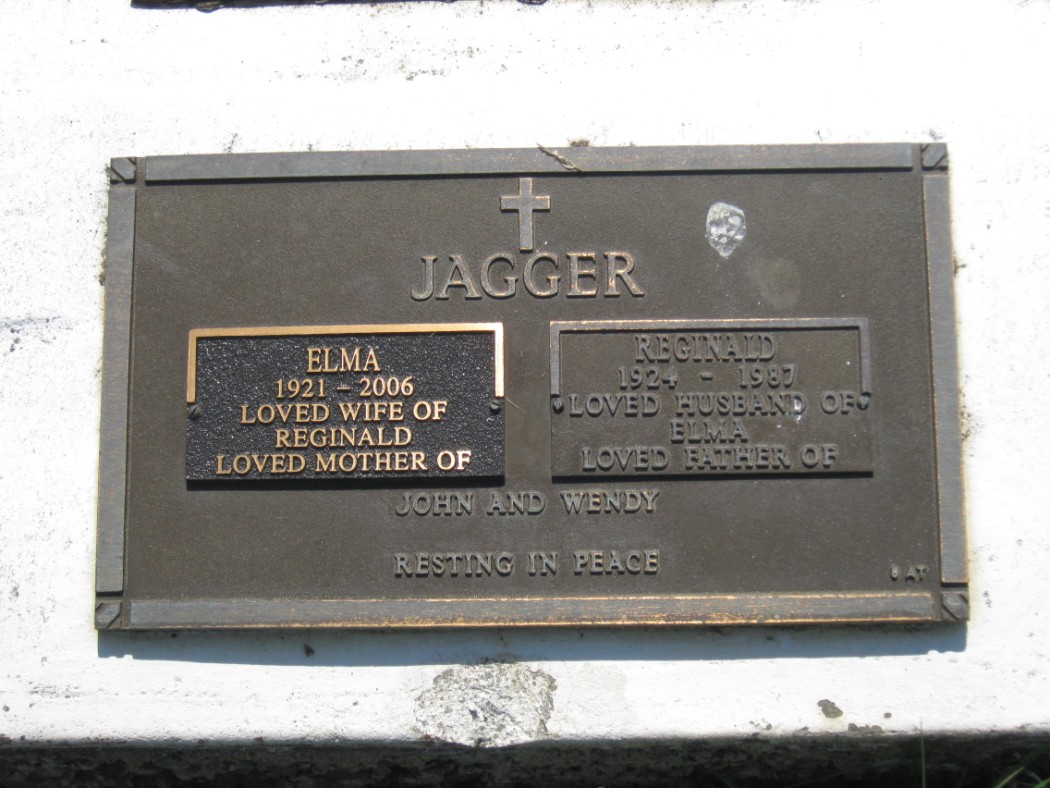 JAGGER
ELMA
1921 – 2006
LOVED WIFE OF
REGINALD
LOVED MOTHER OF
REGINALD
1924 - 1987
LOVED HUSBAND OF
ELMA
LOVED FATHER OF
JOHN AND WENDY
RESTING IN PEACE